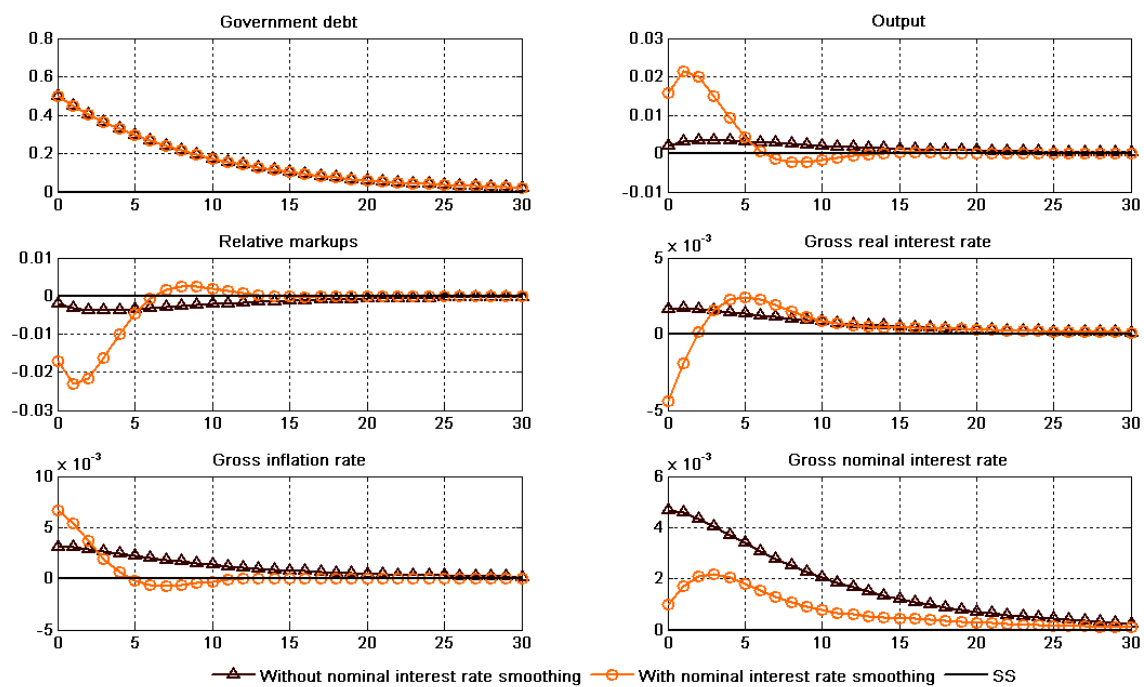 Government debt
0.8
0.6
0.4
0.2
0
0 5 10 15 20 25 30
Output
0.03
0.02
0.01
0
-0.01
0 5 10 15 20 25 30
Relative markups
0.01
0
-0.01
-0.02
-0.03
0 5 10 15 20 25 30
Gross real interest rate
5 x 10⁻³
0
-5
0 5 10 15 20 25 30
Gross inflation rate
10 x 10⁻³
5
0
-5
0 5 10 15 20 25 30
Gross nominal interest rate
6 x 10⁻³
4
2
0
0 5 10 15 20 25 30
Without nominal interest rate smoothing With nominal interest rate smoothing SS